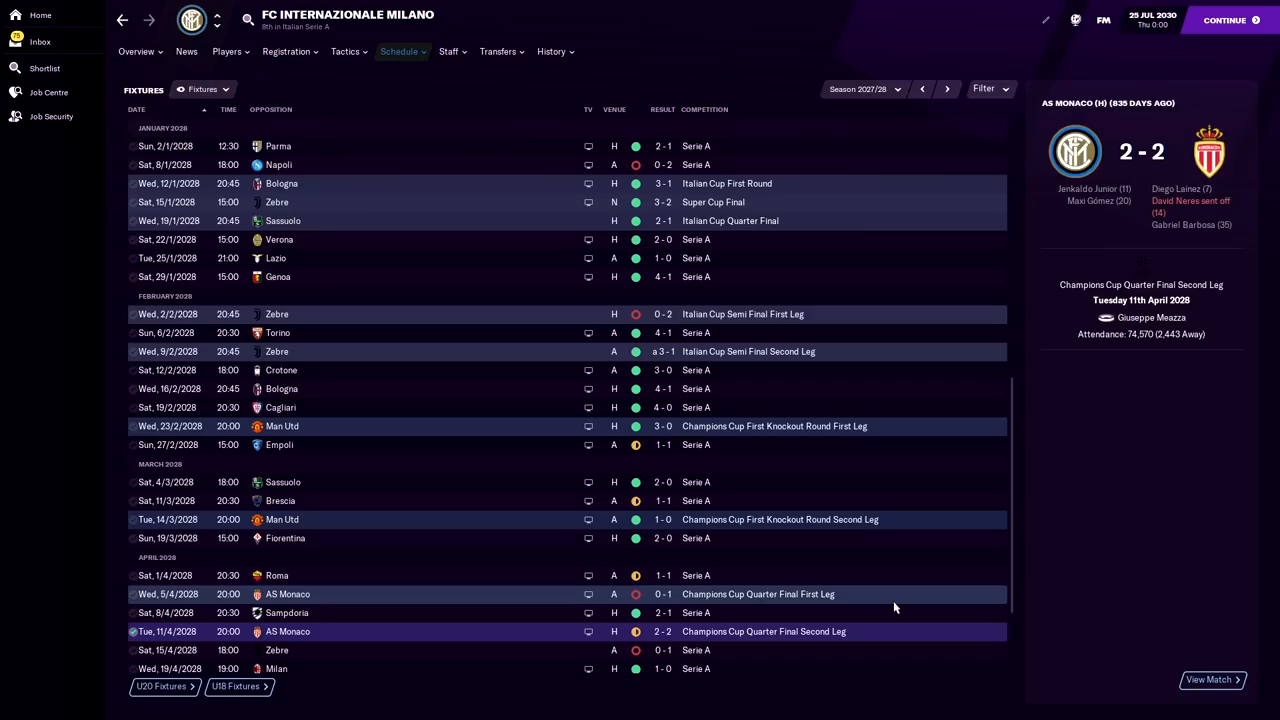 Home
75
Inbox
Shortlist
Job Centre
Job Security
FC INTERNAZIONALE MILANO
8th in Italian Serie A
FM
25 JUL 2030
Thu 0:00
CONTINUE
Overview News Players Registration Tactics Schedule Staff Transfers History
FIXTURES Fixtures Season 2027/28 Filter
DATE TIME OPPOSITION TV VENUE RESULT COMPETITION
JANUARY 2028
Sun, 2/1/2028 12:30 Parma H 2 - 1 Serie A
Sat, 8/1/2028 18:00 Napoli A 0 - 2 Serie A
Wed, 12/1/2028 20:45 Bologna H 3 - 1 Italian Cup First Round
Sat, 15/1/2028 15:00 Zebre N 3 - 2 Super Cup Final
Wed, 19/1/2028 20:45 Sassuolo H 2 - 1 Italian Cup Quarter Final
Sat, 22/1/2028 15:00 Verona H 2 - 0 Serie A
Tue, 25/1/2028 21:00 Lazio A 1 - 0 Serie A
Sat, 29/1/2028 15:00 Genoa H 4 - 1 Serie A
FEBRUARY 2028
Wed, 2/2/2028 20:45 Zebre H 0 - 2 Italian Cup Semi Final First Leg
Sun, 6/2/2028 20:30 Torino A 4 - 1 Serie A
Wed, 9/2/2028 20:45 Zebre A a 3 - 1 Italian Cup Semi Final Second Leg
Sat, 12/2/2028 18:00 Crotone A 3 - 0 Serie A
Wed, 16/2/2028 20:45 Bologna H 4 - 1 Serie A
Sat, 19/2/2028 20:30 Cagliari H 4 - 0 Serie A
Wed, 23/2/2028 20:00 Man Utd H 3 - 0 Champions Cup First Knockout Round First Leg
Sun, 27/2/2028 15:00 Empoli A 1 - 1 Serie A
MARCH 2028
Sat, 4/3/2028 18:00 Sassuolo H 2 - 0 Serie A
Sat, 11/3/2028 20:30 Brescia A 1 - 1 Serie A
Tue, 14/3/2028 20:00 Man Utd A 1 - 0 Champions Cup First Knockout Round Second Leg
Sun, 19/3/2028 15:00 Fiorentina H 2 - 0 Serie A
APRIL 2028
Sat, 1/4/2028 20:30 Roma A 1 - 1 Serie A
Wed, 5/4/2028 20:00 AS Monaco A 0 - 1 Champions Cup Quarter Final First Leg
Sat, 8/4/2028 20:30 Sampdoria H 2 - 1 Serie A
Tue, 11/4/2028 20:00 AS Monaco H 2 - 2 Champions Cup Quarter Final Second Leg
Sat, 15/4/2028 18:00 Zebre A 0 - 1 Serie A
Wed, 19/4/2028 19:00 Milan H 1 - 0 Serie A
U20 Fixtures U18 Fixtures
AS MONACO (H) (835 DAYS AGO)
2 - 2
Jenkaldo Junior (11) Diego Laínez (7)
Maxi Gómez (20) David Neres sent off
(14)
Gabriel Barbosa (35)
Champions Cup Quarter Final Second Leg
Tuesday 11th April 2028
Giuseppe Meazza
Attendance: 74,570 (2,443 Away)
View Match